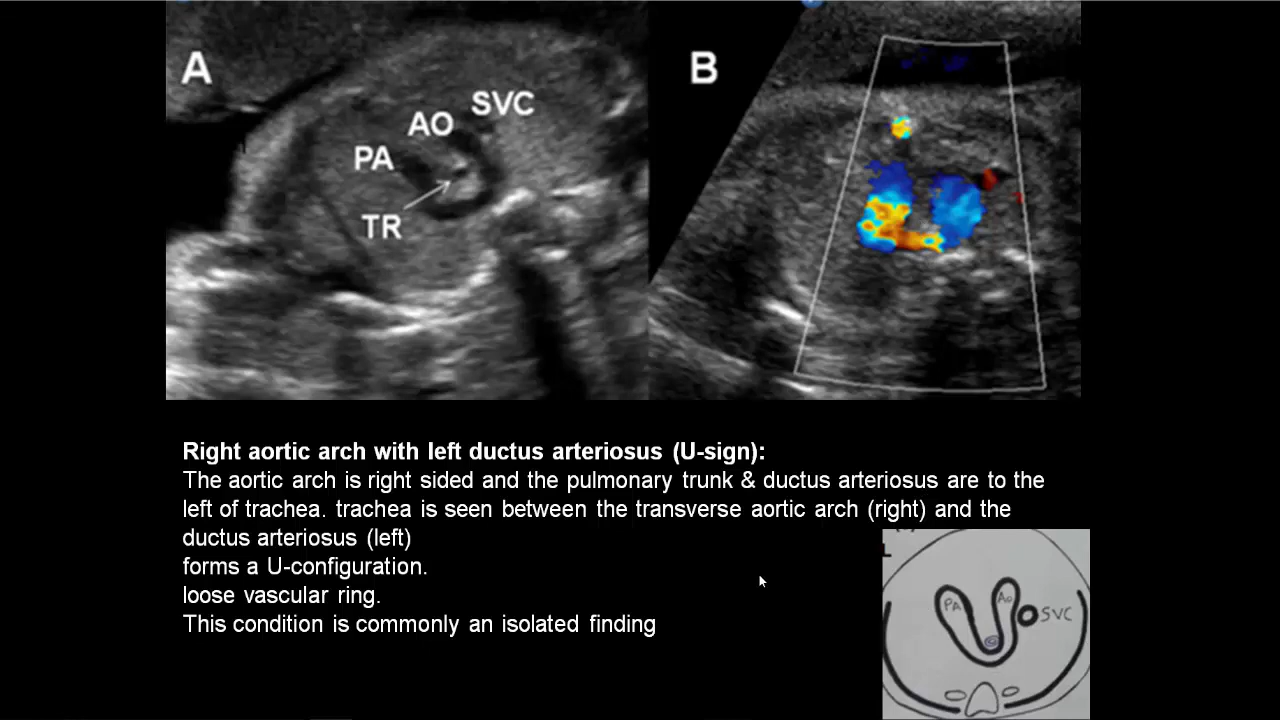 A
B
SVC
AO
PA
TR
Right aortic arch with left ductus arteriosus (U-sign):
The aortic arch is right sided and the pulmonary trunk & ductus arteriosus are to the
left of trachea. trachea is seen between the transverse aortic arch (right) and the
ductus arteriosus (left)
forms a U-configuration.
loose vascular ring.
This condition is commonly an isolated finding
L
PA
Ao
SVC